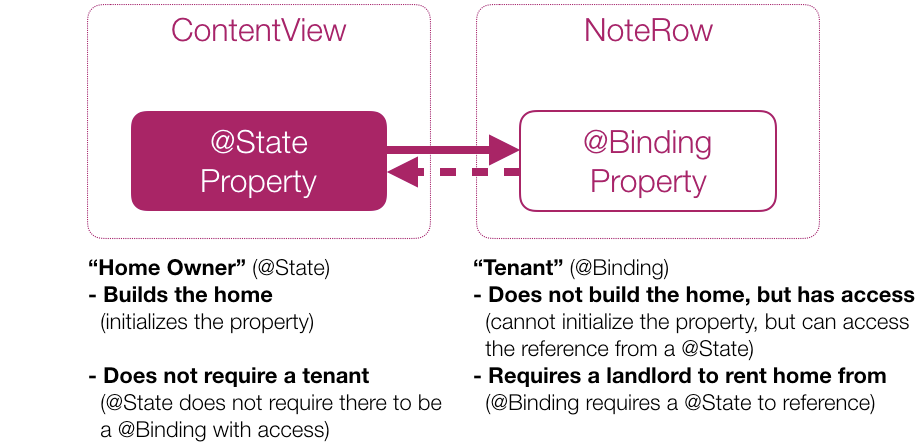 ContentView
@State
Property
“Home Owner” (@State)
- Builds the home
(initializes the property)
- Does not require a tenant
(@State does not require there to be
a @Binding with access)
NoteRow
@Binding
Property
“Tenant” (@Binding)
- Does not build the home, but has access
(cannot initialize the property, but can access
the reference from a @State)
- Requires a landlord to rent home from
(@Binding requires a @State to reference)